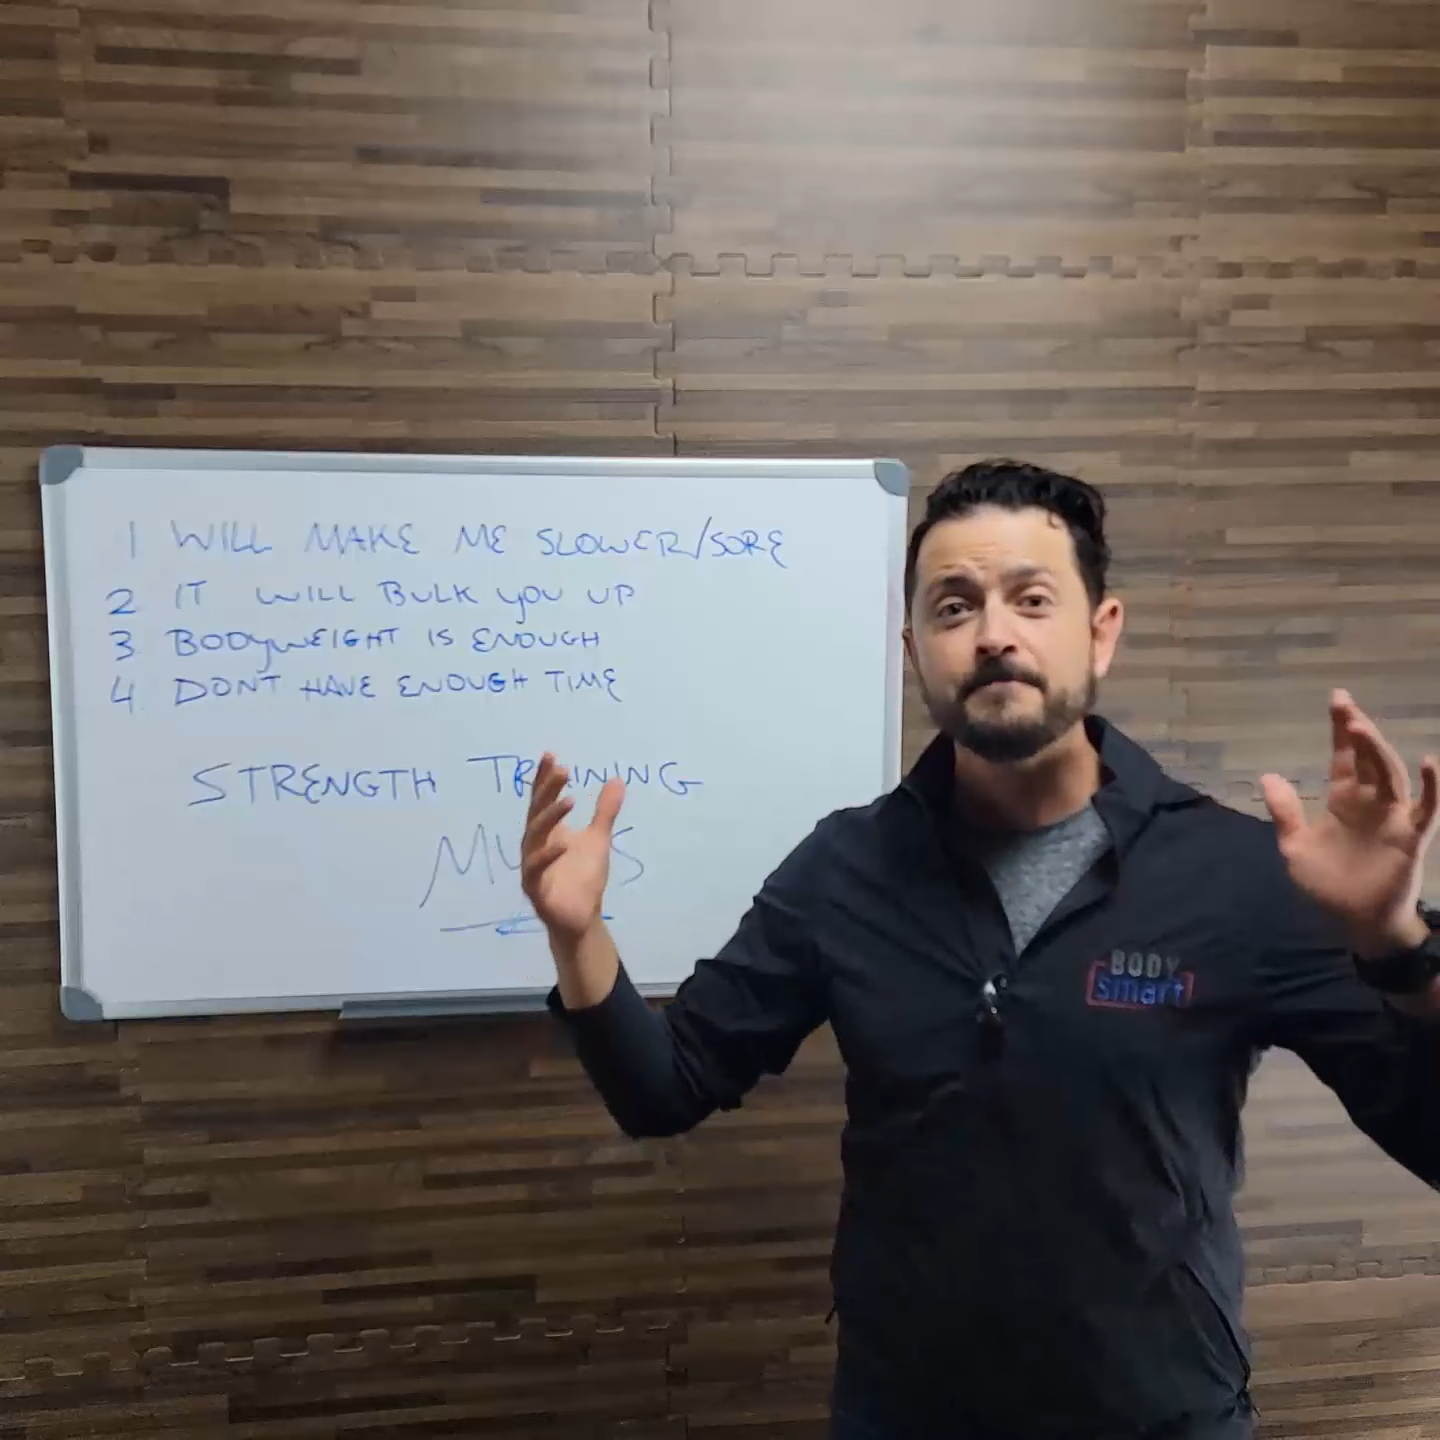 1 WILL MAKE ME SLOWER/SORE
2 IT WILL BULK YOU UP
3 BODYWEIGHT IS ENOUGH
4 DONT HAVE ENOUGH TIME
STRENGTH TRAINING
BODY
smart